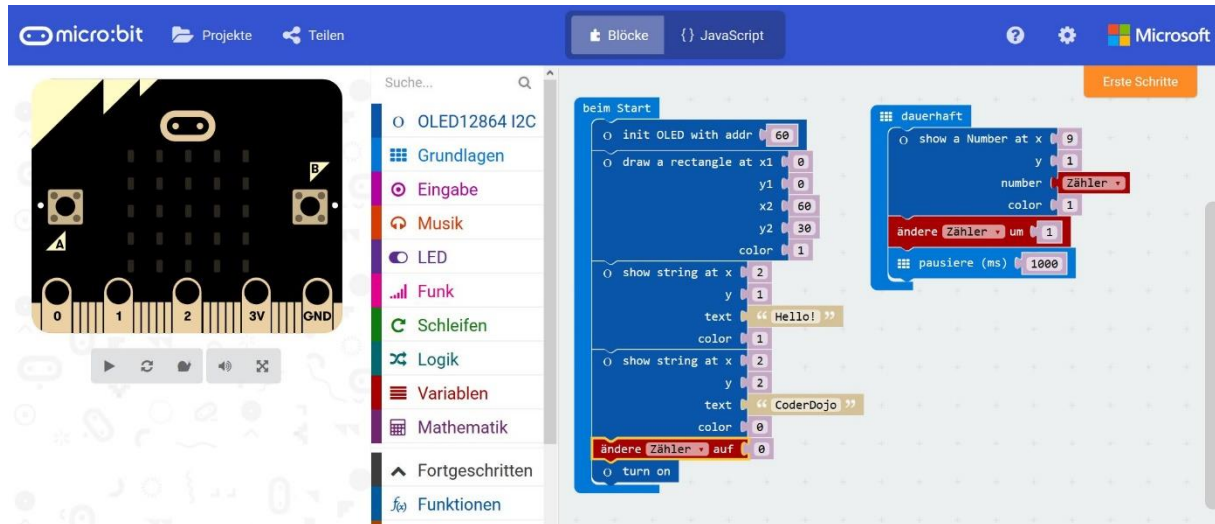 micro:bit Projekte Teilen Blöcke {} JavaScript ? Microsoft
Erste Schritte
B
A
0 1 2 3V GND
Suche...
OLED12864 I2C
Grundlagen
Eingabe
Musik
LED
Funk
Schleifen
Logik
Variablen
Mathematik
Fortgeschritten
f(x) Funktionen
beim Start
init OLED with addr 60
draw a rectangle at x1 0
y1 0
x2 60
y2 30
color 1
show string at x 2
y 1
text “ Hello! ”
color 1
show string at x 2
y 2
text “ CoderDojo ”
color 0
ändere Zähler auf 0
turn on
dauerhaft
show a Number at x 9
y 1
number Zähler
color 1
ändere Zähler um 1
pausiere (ms) 1000